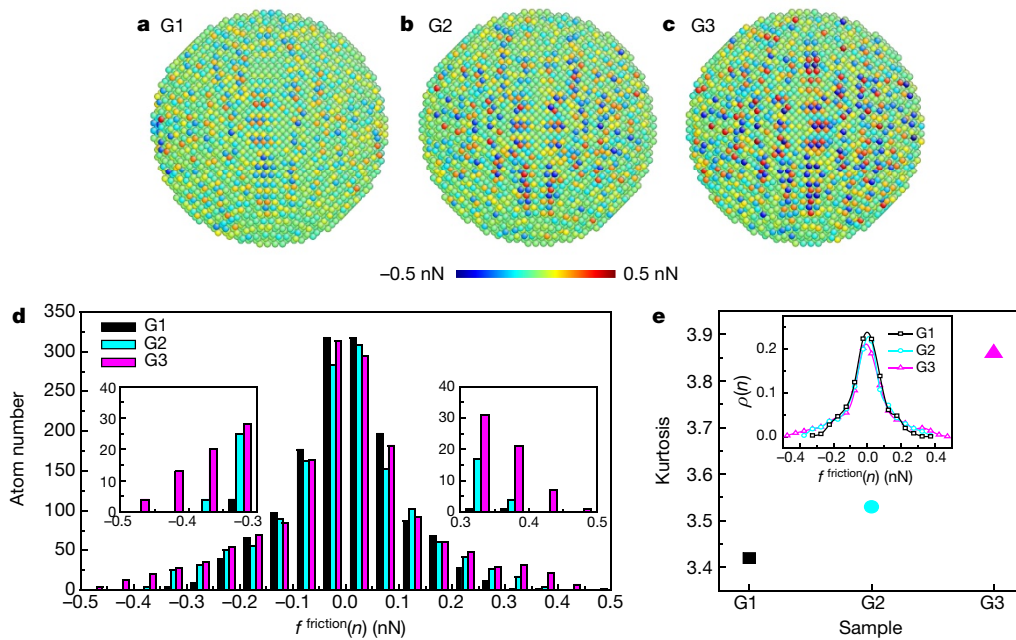 a G1
b G2
c G3
−0.5 nN 0.5 nN
d
350
300
250
200
150
100
50
0
Atom number
G1
G2
G3
40
30
20
10
0
−0.5 −0.4 −0.3
40
30
20
10
0
0.3 0.4 0.5
−0.5 −0.4 −0.3 −0.2 −0.1 0.0 0.1 0.2 0.3 0.4 0.5
f friction(n) (nN)
e
3.9
3.8
3.7
3.6
3.5
3.4
Kurtosis
G1
G2
G3
0.2
0.1
0.0
ρ(n)
−0.4 −0.2 0.0 0.2 0.4
f friction(n) (nN)
G1 G2 G3
Sample